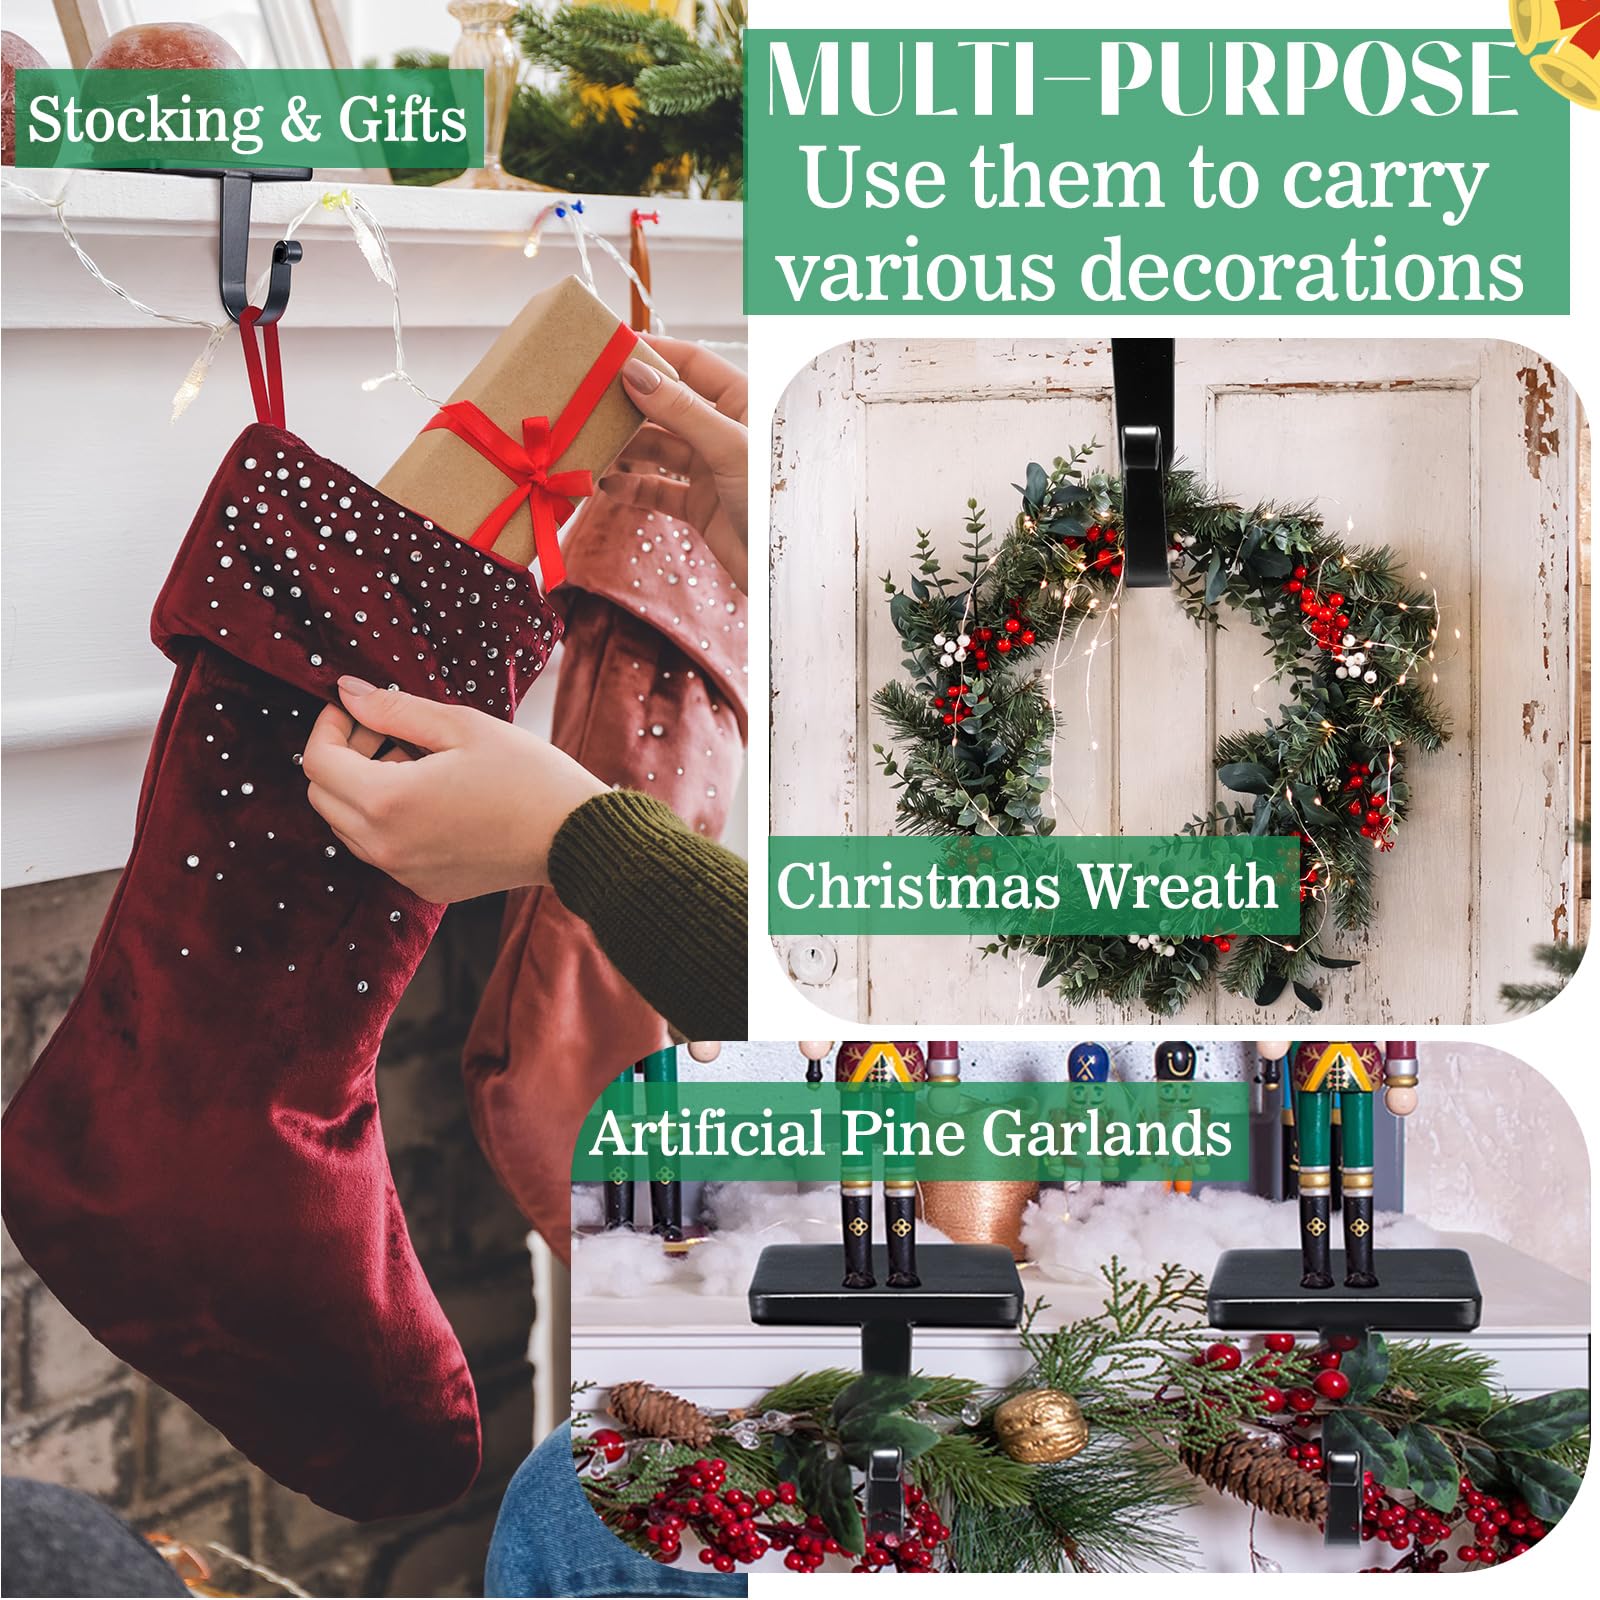 Stocking & Gifts
MULTI-PURPOSE
Use them to carry
various decorations
Christmas Wreath
Artificial Pine Garlands